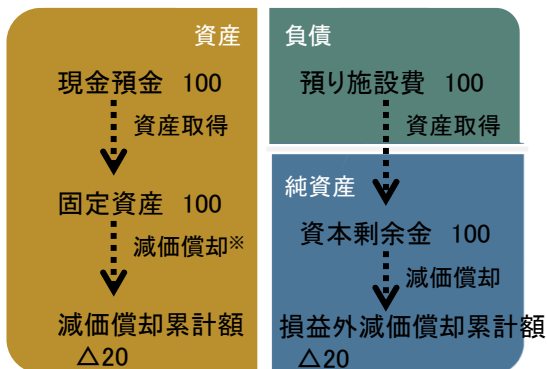 資産
現金預金 100
資産取得
固定資産 100
減価償却※
減価償却累計額
△20
負債
預り施設費 100
資産取得
純資産
資本剰余金 100
減価償却
損益外減価償却累計額
△20